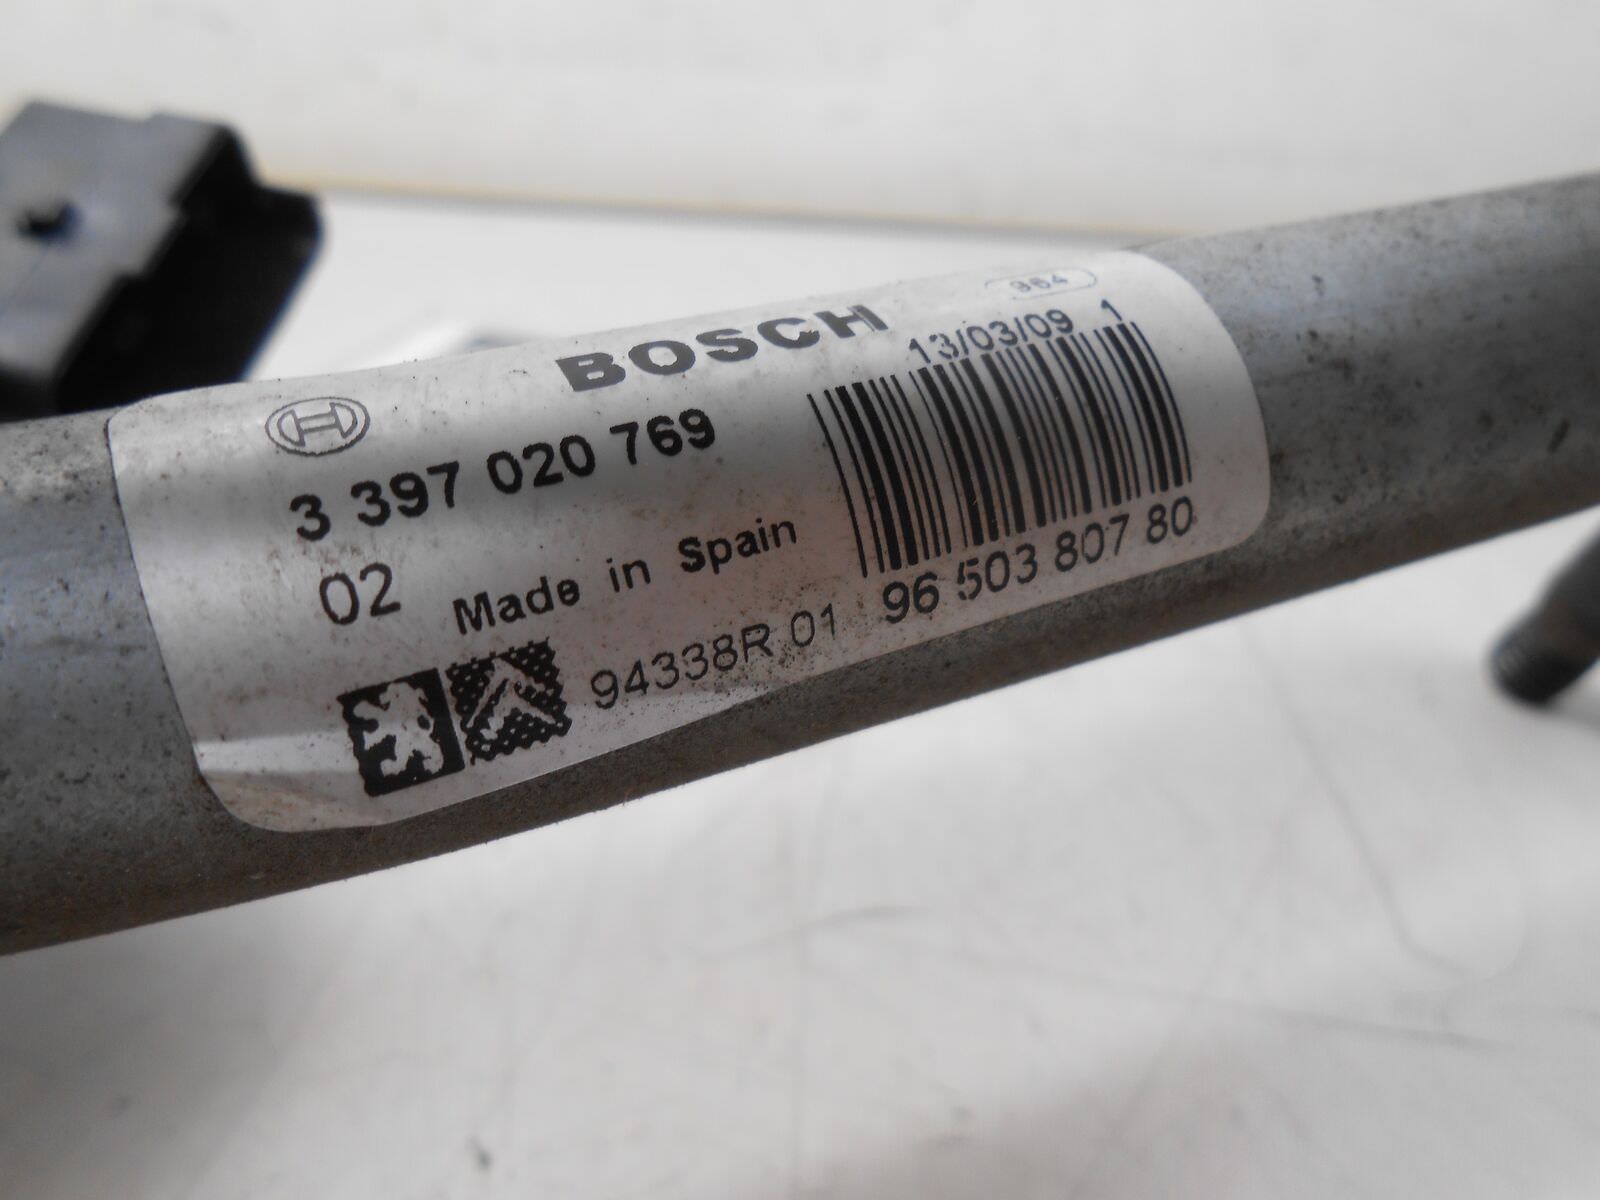 964
BOSCH
13/03/09 1
3 397 020 769
02 Made in Spain
94338R 01
96 503 807 80